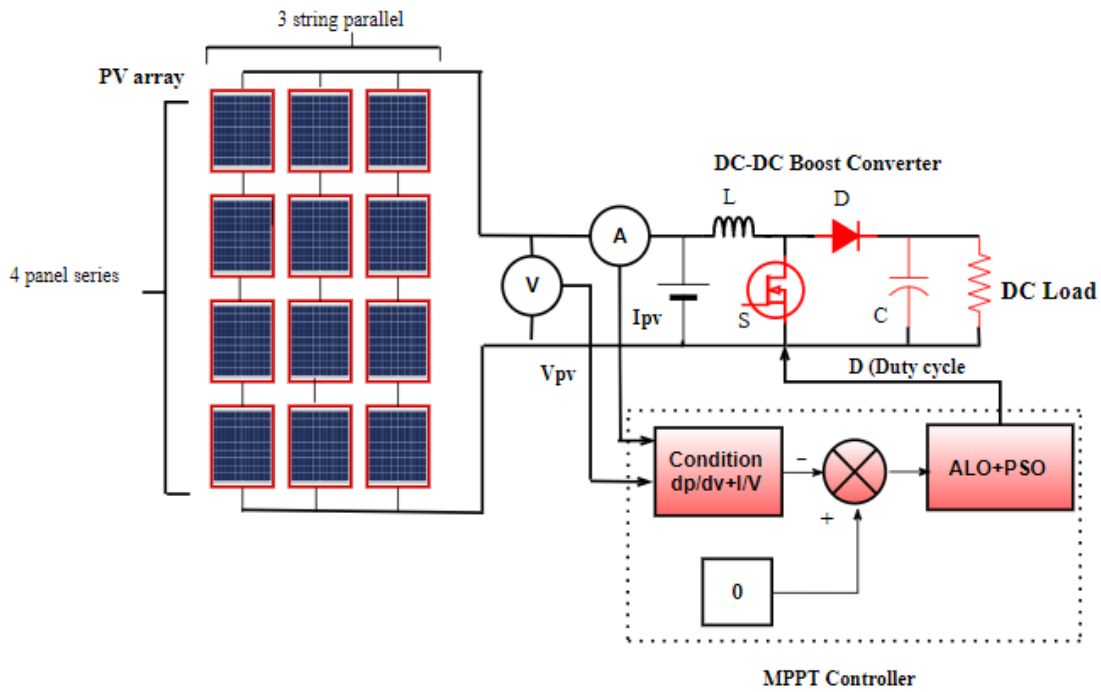 3 string parallel
PV array
4 panel series
DC-DC Boost Converter
L
D
A
V
Ipv
S
C
DC Load
Vpv
D (Duty cycle
Condition
dp/dv+I/V
−
+
ALO+PSO
0
MPPT Controller